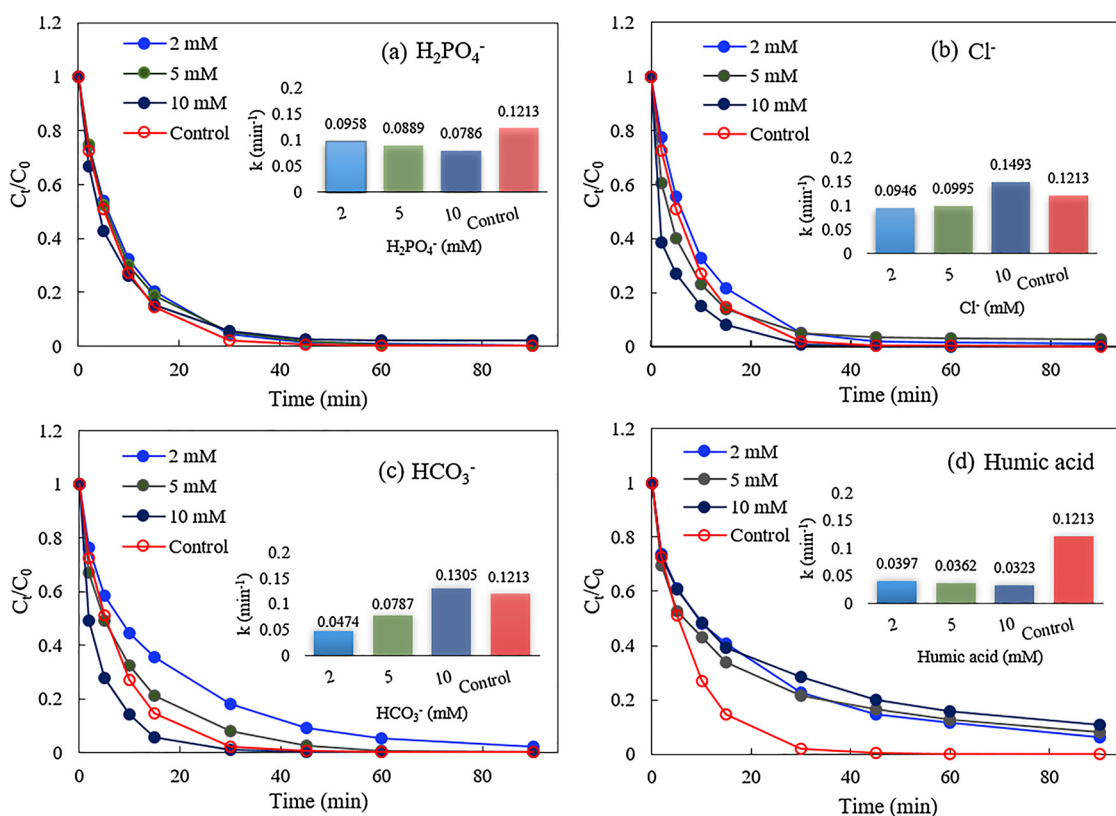 (a) H₂PO₄⁻
2 mM
5 mM
10 mM
Control
Cₜ/C₀
1.2
1
0.8
0.6
0.4
0.2
0
0 20 40 60 80
Time (min)
k (min⁻¹)
0.2
0.15
0.1
0.05
0
0.0958
0.0889
0.0786
0.1213
2 5 10 Control
H₂PO₄⁻ (mM)
(b) Cl⁻
2 mM
5 mM
10 mM
Control
Cₜ/C₀
1.2
1
0.8
0.6
0.4
0.2
0
0 20 40 60 80
Time (min)
k (min⁻¹)
0.2
0.15
0.1
0.05
0
0.0946
0.0995
0.1493
0.1213
2 5 10 Control
Cl⁻ (mM)
(c) HCO₃⁻
2 mM
5 mM
10 mM
Control
Cₜ/C₀
1.2
1
0.8
0.6
0.4
0.2
0
0 20 40 60 80
Time (min)
k (min⁻¹)
0.2
0.15
0.1
0.05
0
0.0474
0.0787
0.1305
0.1213
2 5 10 Control
HCO₃⁻ (mM)
(d) Humic acid
2 mM
5 mM
10 mM
Control
Cₜ/C₀
1.2
1
0.8
0.6
0.4
0.2
0
0 20 40 60 80
Time (min)
k (min⁻¹)
0.2
0.15
0.1
0.05
0
0.0397
0.0362
0.0323
0.1213
2 5 10 Control
Humic acid (mM)